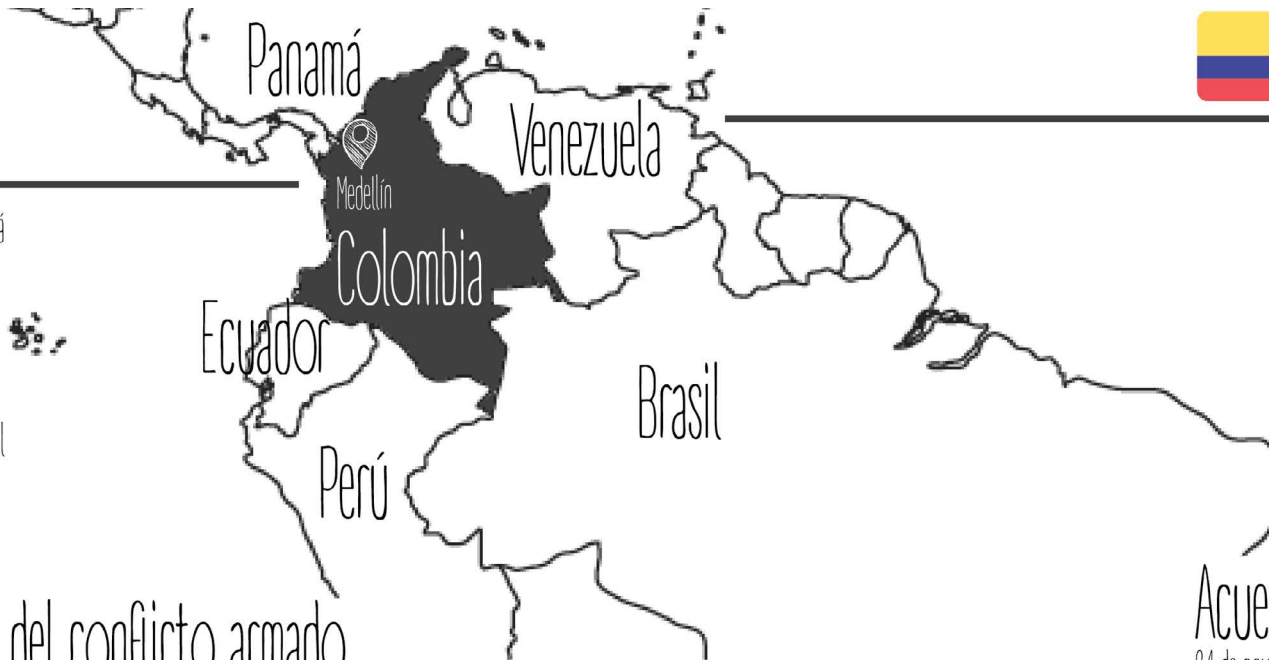 Panamá
Venezuela
Medellín
Colombia
Ecuador
Brasil
Perú
del conflicto armado
Acue